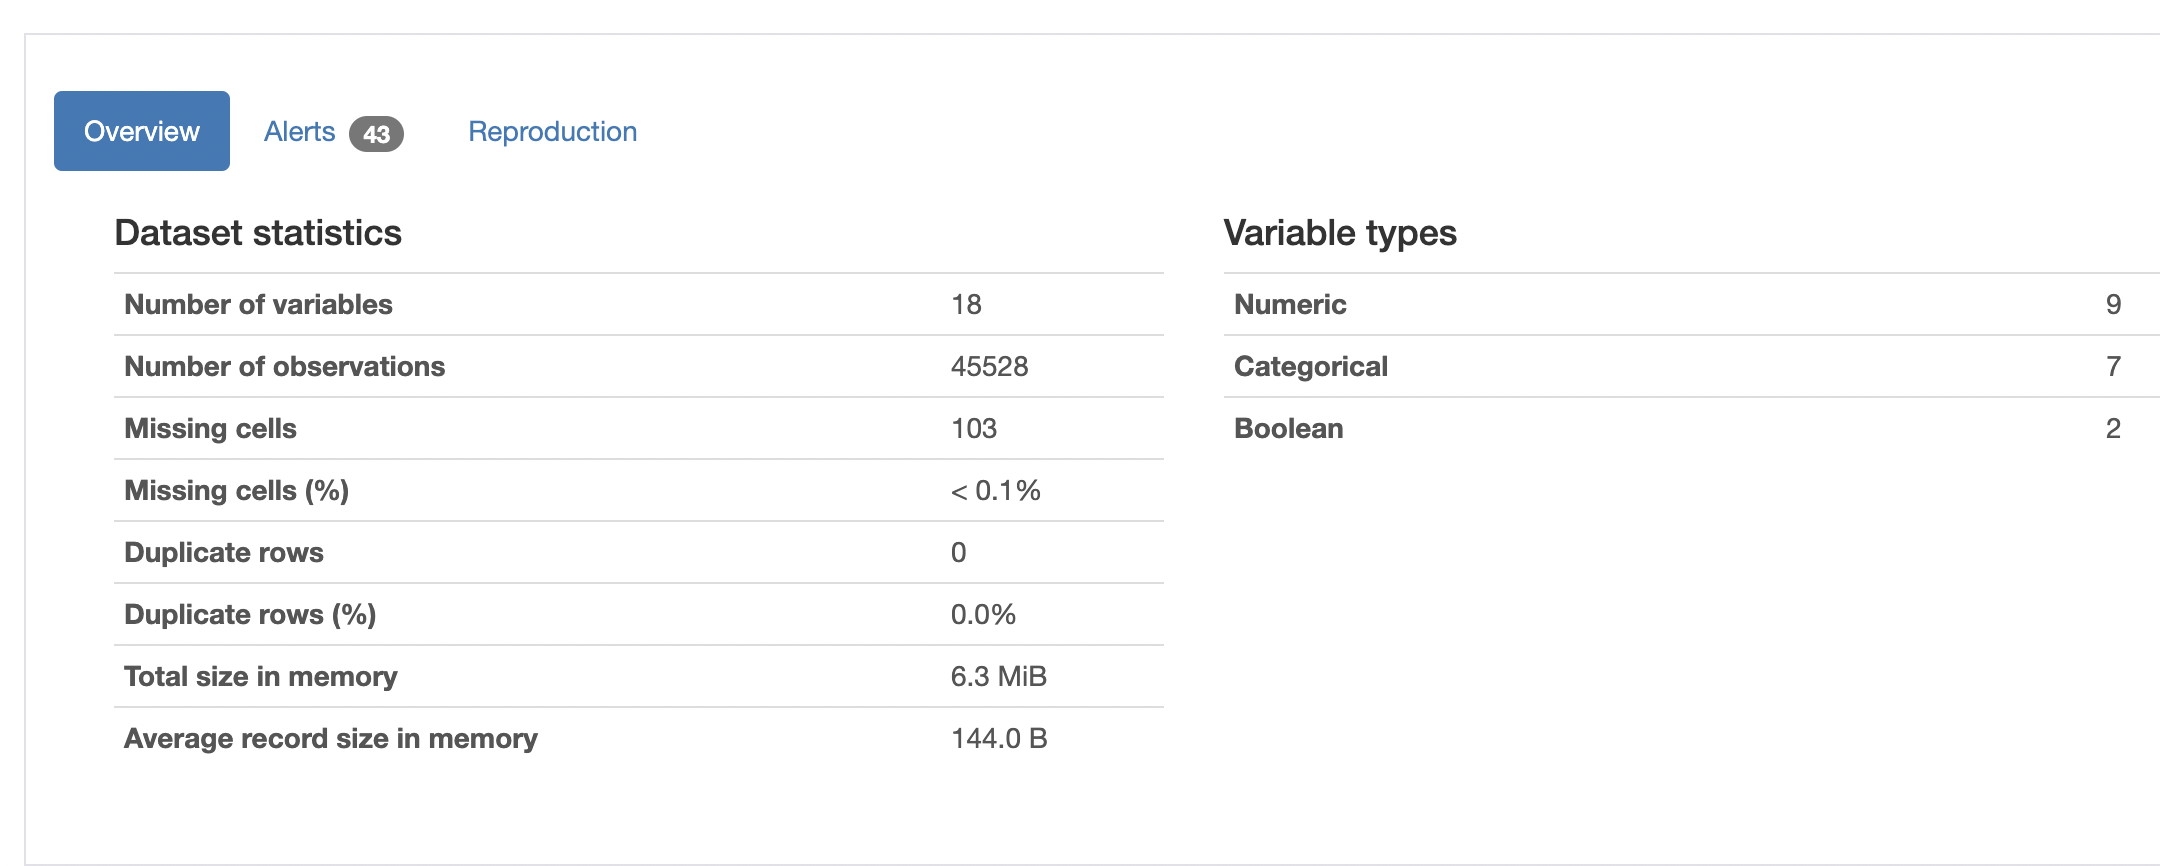 Overview Alerts 43 Reproduction
Dataset statistics
Number of variables 18
Number of observations 45528
Missing cells 103
Missing cells (%) < 0.1%
Duplicate rows 0
Duplicate rows (%) 0.0%
Total size in memory 6.3 MiB
Average record size in memory 144.0 B
Variable types
Numeric 9
Categorical 7
Boolean 2